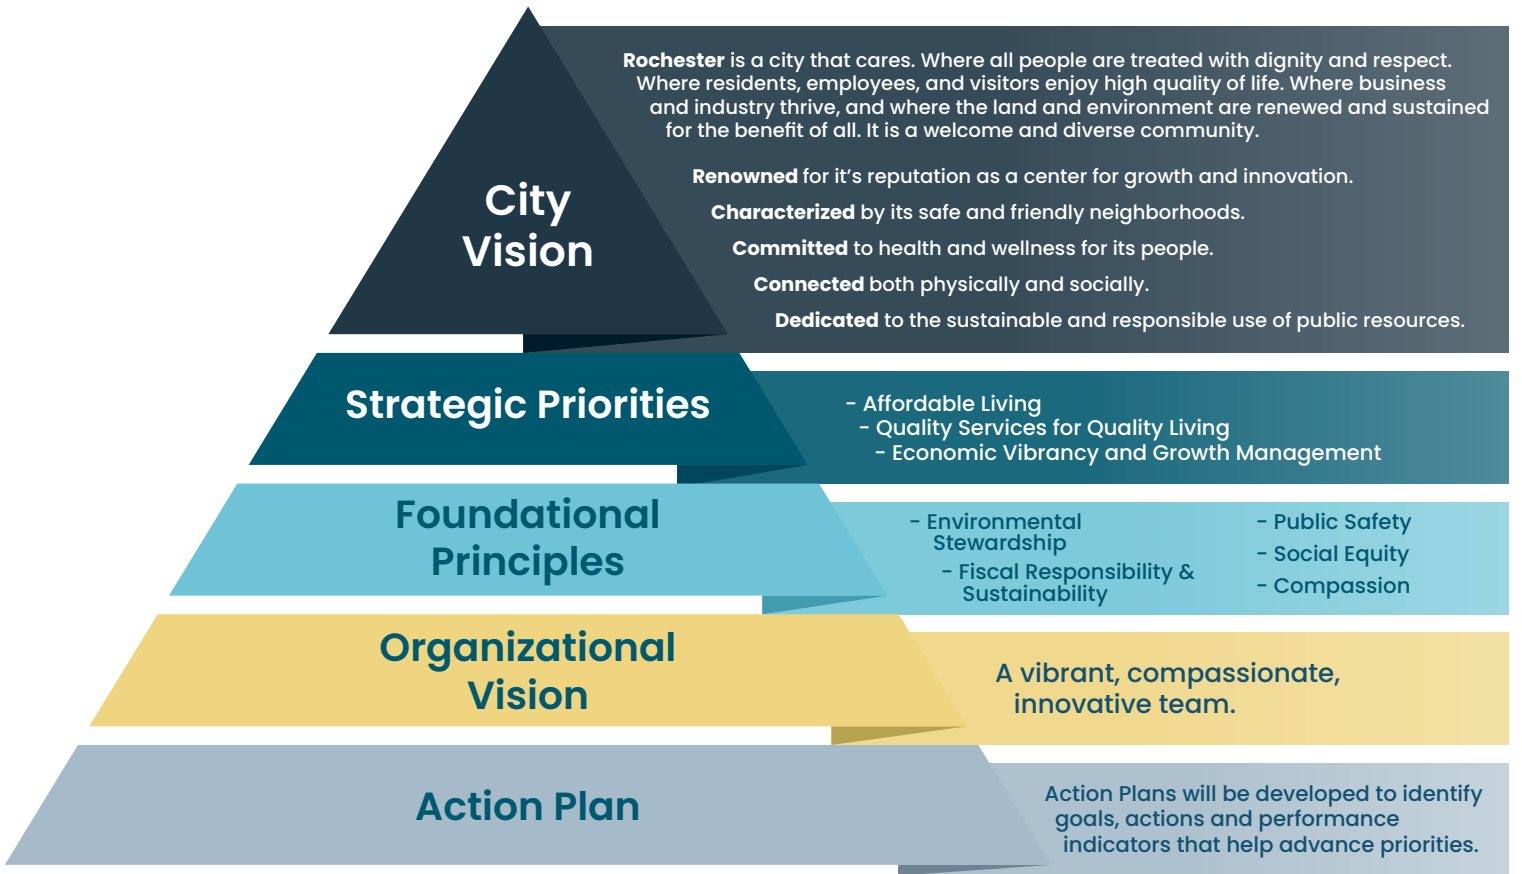 City
Vision
Rochester is a city that cares. Where all people are treated with dignity and respect.
Where residents, employees, and visitors enjoy high quality of life. Where business
and industry thrive, and where the land and environment are renewed and sustained
for the benefit of all. It is a welcome and diverse community.
Renowned for it’s reputation as a center for growth and innovation.
Characterized by its safe and friendly neighborhoods.
Committed to health and wellness for its people.
Connected both physically and socially.
Dedicated to the sustainable and responsible use of public resources.
Strategic Priorities
- Affordable Living
- Quality Services for Quality Living
- Economic Vibrancy and Growth Management
Foundational
Principles
- Environmental
Stewardship
- Fiscal Responsibility &
Sustainability
- Public Safety
- Social Equity
- Compassion
Organizational
Vision
A vibrant, compassionate,
innovative team.
Action Plan
Action Plans will be developed to identify
goals, actions and performance
indicators that help advance priorities.